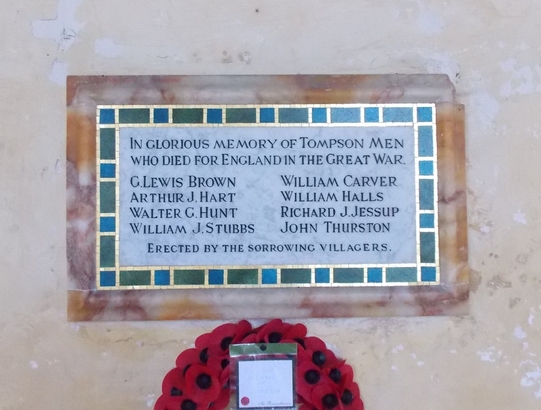 IN GLORIOUS MEMORY OF TOMPSON MEN
WHO DIED FOR ENGLAND IN THE GREAT WAR.
G. LEWIS BROWN
ARTHUR J. HART
WALTER G. HUNT
WILLIAM J. STUBBS
WILLIAM CARVER
WILLIAM HALLS
RICHARD J. JESSUP
JOHN THURSTON
ERECTED BY THE SORROWING VILLAGERS.